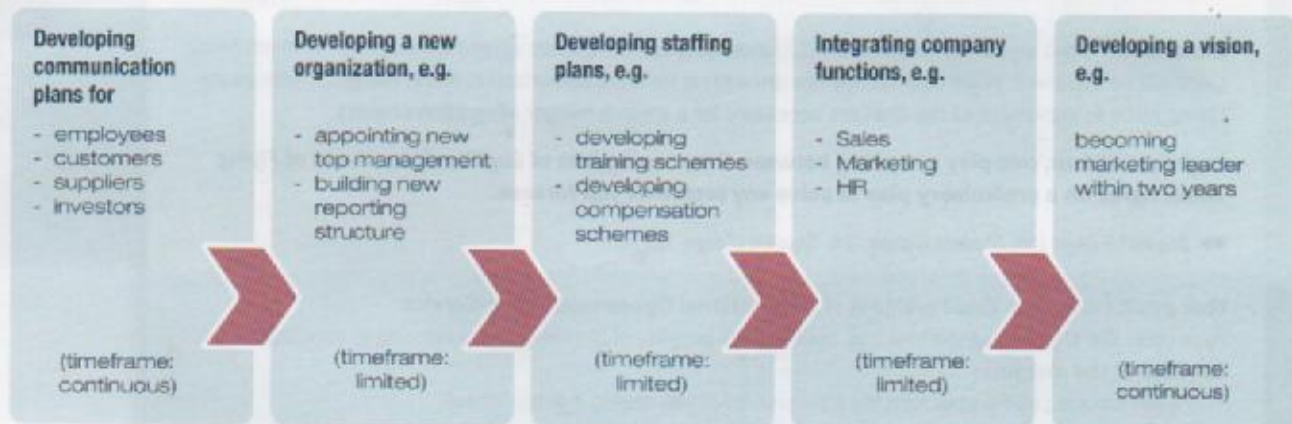 Developing
communication
plans for
- employees
- customers
- suppliers
- investors
(timeframe:
continuous)
Developing a new
organization, e.g.
- appointing new
top management
- building new
reporting
structure
(timeframe:
limited)
Developing staffing
plans, e.g.
- developing
training schemes
- developing
compensation
schemes
(timeframe:
limited)
Integrating company
functions, e.g.
- Sales
- Marketing
- HR
(timeframe:
limited)
Developing a vision,
e.g.
becoming
marketing leader
within two years
(timeframe:
continuous)